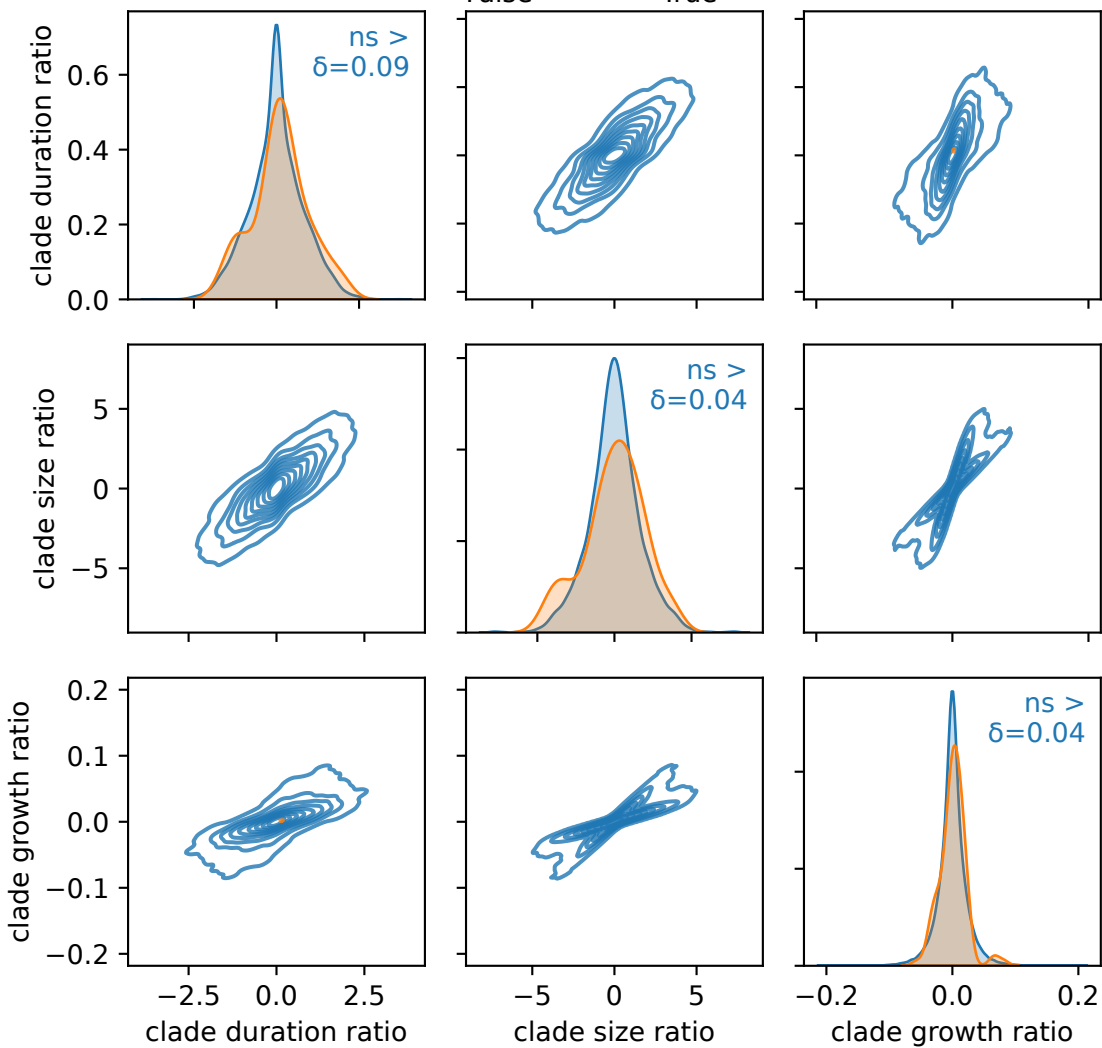 clade duration ratio
0.6
0.4
0.2
0.0
ns >
δ=0.09
clade size ratio
5
0
−5
ns >
δ=0.04
clade growth ratio
0.2
0.1
0.0
−0.1
−0.2
ns >
δ=0.04
−2.5 0.0 2.5
−5 0 5
−0.2 0.0 0.2
clade duration ratio
clade size ratio
clade growth ratio